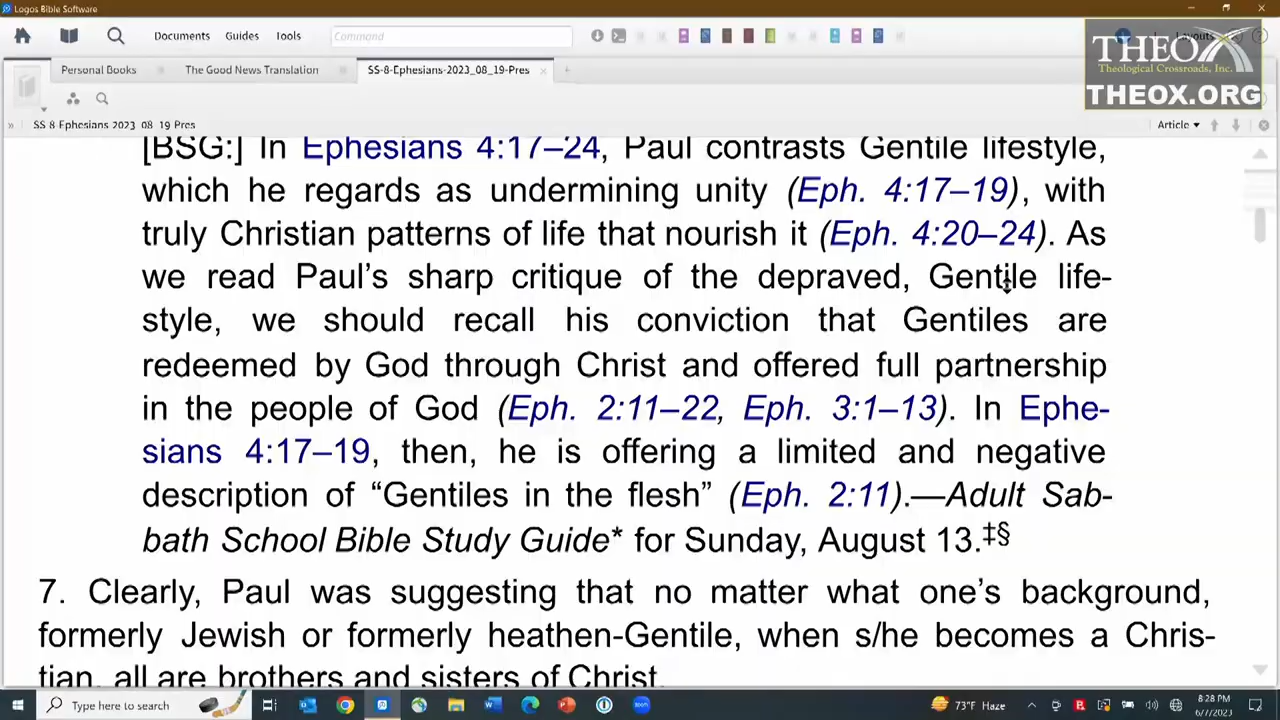 Logos Bible Software
Documents Guides Tools Command Layouts
THEOX
Theological Crossroads, Inc.
THEOX.ORG
Personal Books The Good News Translation SS-8-Ephesians-2023_08_19-Pres
SS-8-Ephesians-2023_08_19-Pres Article
[BSG:] In Ephesians 4:17–24, Paul contrasts Gentile lifestyle,
which he regards as undermining unity (Eph. 4:17–19), with
truly Christian patterns of life that nourish it (Eph. 4:20–24). As
we read Paul’s sharp critique of the depraved, Gentile life-
style, we should recall his conviction that Gentiles are
redeemed by God through Christ and offered full partnership
in the people of God (Eph. 2:11–22, Eph. 3:1–13). In Ephe-
sians 4:17–19, then, he is offering a limited and negative
description of “Gentiles in the flesh” (Eph. 2:11).—Adult Sab-
bath School Bible Study Guide* for Sunday, August 13.‡§
7. Clearly, Paul was suggesting that no matter what one’s background,
formerly Jewish or formerly heathen-Gentile, when s/he becomes a Chris-
tian, all are brothers and sisters of Christ.
Type here to search
73°F Haze
8:28 PM
6/7/2023